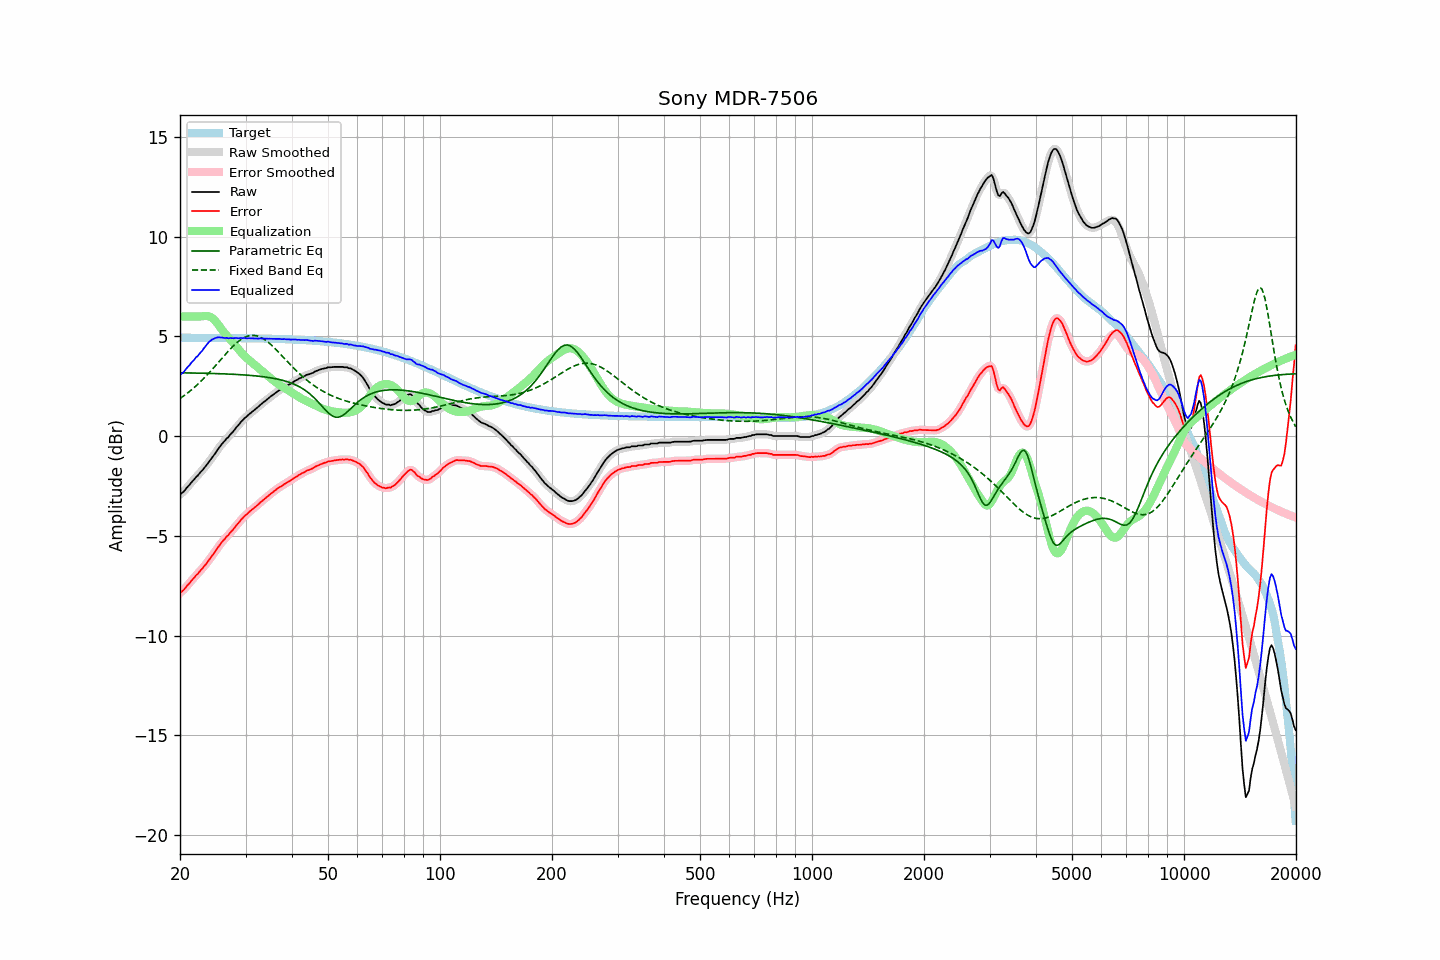 Sony MDR-7506
Target
Raw Smoothed
Error Smoothed
Raw
Error
Equalization
Parametric Eq
Fixed Band Eq
Equalized
15
10
5
0
−5
−10
−15
−20
Amplitude (dBr)
20 50 100 200 500 1000 2000 5000 10000 20000
Frequency (Hz)